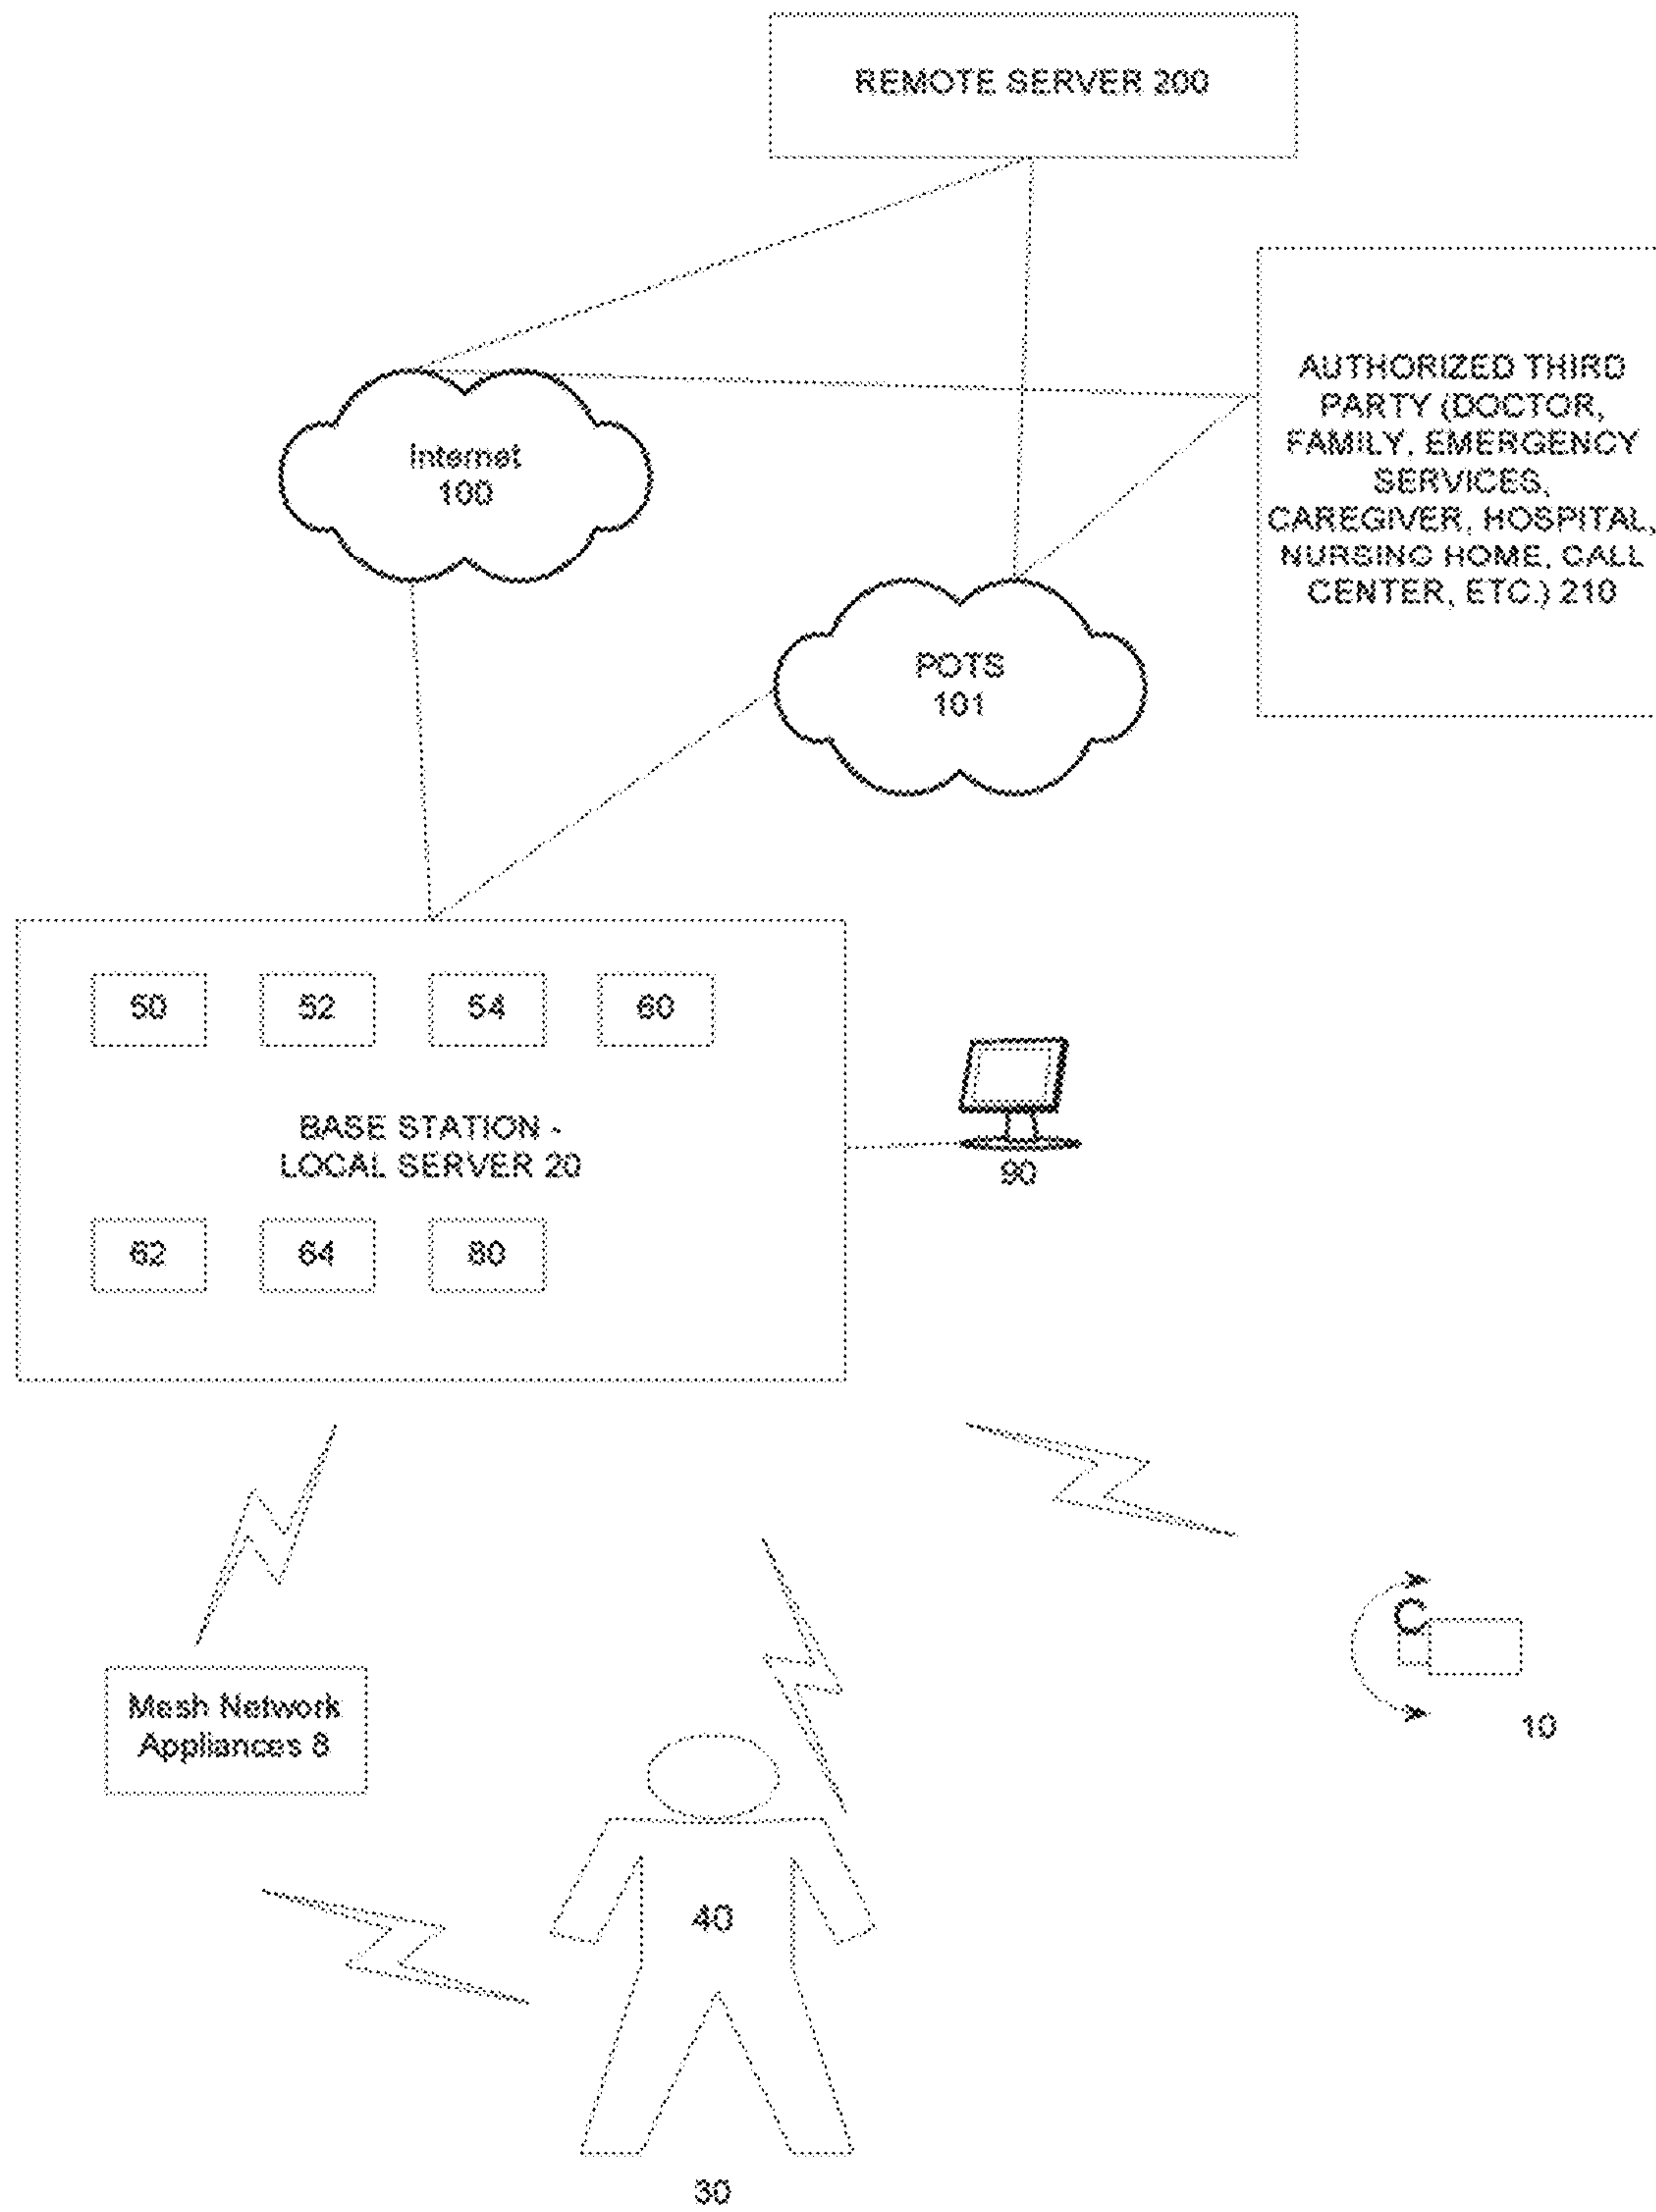 REMOTE SERVER 200
AUTHORIZED THIRD
PARTY (DOCTOR,
FAMILY, EMERGENCY
SERVICES,
CAREGIVER, HOSPITAL,
NURSING HOME, CALL
CENTER, ETC.) 210
Internet
100
POTS
101
50
52
54
60
BASE STATION -
LOCAL SERVER 20
90
62
64
80
Mesh Network
Appliances 8
C
10
40
30